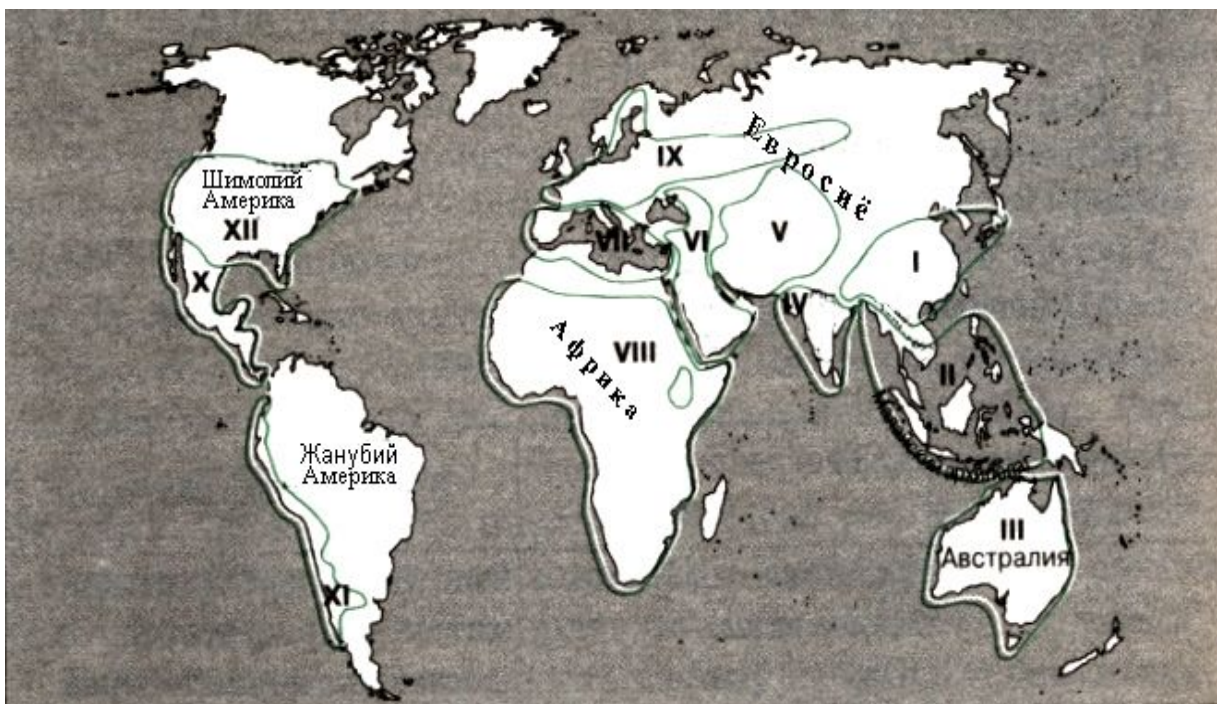 Шимолий
Америка
XII
X
Жанубий
Америка
XI
IX
Евросиё
VII
VI
V
I
IV
Африка
VIII
II
III
Австралия